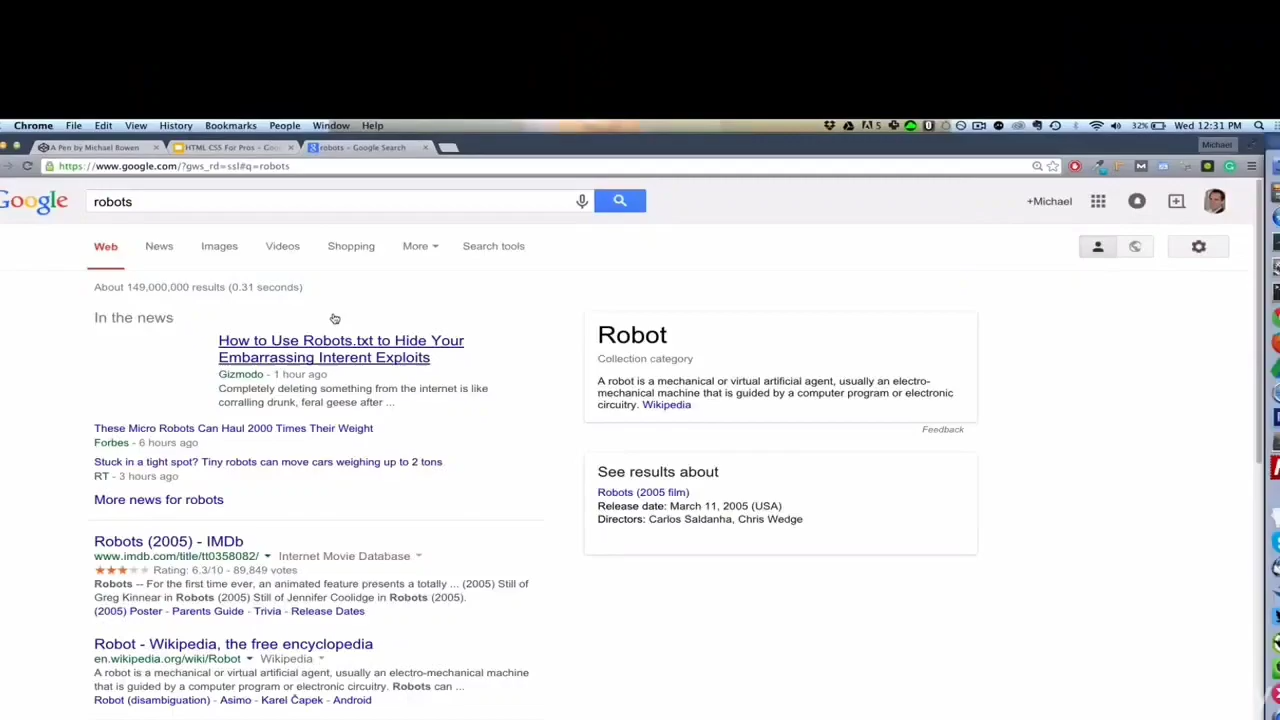 Chrome File Edit View History Bookmarks People Window Help 5 32% Wed 12:31 PM
A Pen by Michael Bowen HTML CSS For Pros - Goo robots - Google Search Michael
https://www.google.com/?gws_rd=ssl#q=robots
Google robots +Michael
Web News Images Videos Shopping More Search tools
About 149,000,000 results (0.31 seconds)
In the news
How to Use Robots.txt to Hide Your
Embarrassing Interent Exploits
Gizmodo - 1 hour ago
Completely deleting something from the internet is like
corralling drunk, feral geese after ...
These Micro Robots Can Haul 2000 Times Their Weight
Forbes - 6 hours ago
Stuck in a tight spot? Tiny robots can move cars weighing up to 2 tons
RT - 3 hours ago
More news for robots
Robots (2005) - IMDb
www.imdb.com/title/tt0358082/ Internet Movie Database
Rating: 6.3/10 - 89,849 votes
Robots -- For the first time ever, an animated feature presents a totally ... (2005) Still of
Greg Kinnear in Robots (2005) Still of Jennifer Coolidge in Robots (2005).
(2005) Poster - Parents Guide - Trivia - Release Dates
Robot - Wikipedia, the free encyclopedia
en.wikipedia.org/wiki/Robot Wikipedia
A robot is a mechanical or virtual artificial agent, usually an electro-mechanical machine
that is guided by a computer program or electronic circuitry. Robots can ...
Robot (disambiguation) - Asimo - Karel Čapek - Android
Robot
Collection category
A robot is a mechanical or virtual artificial agent, usually an electro-
mechanical machine that is guided by a computer program or electronic
circuitry. Wikipedia
Feedback
See results about
Robots (2005 film)
Release date: March 11, 2005 (USA)
Directors: Carlos Saldanha, Chris Wedge